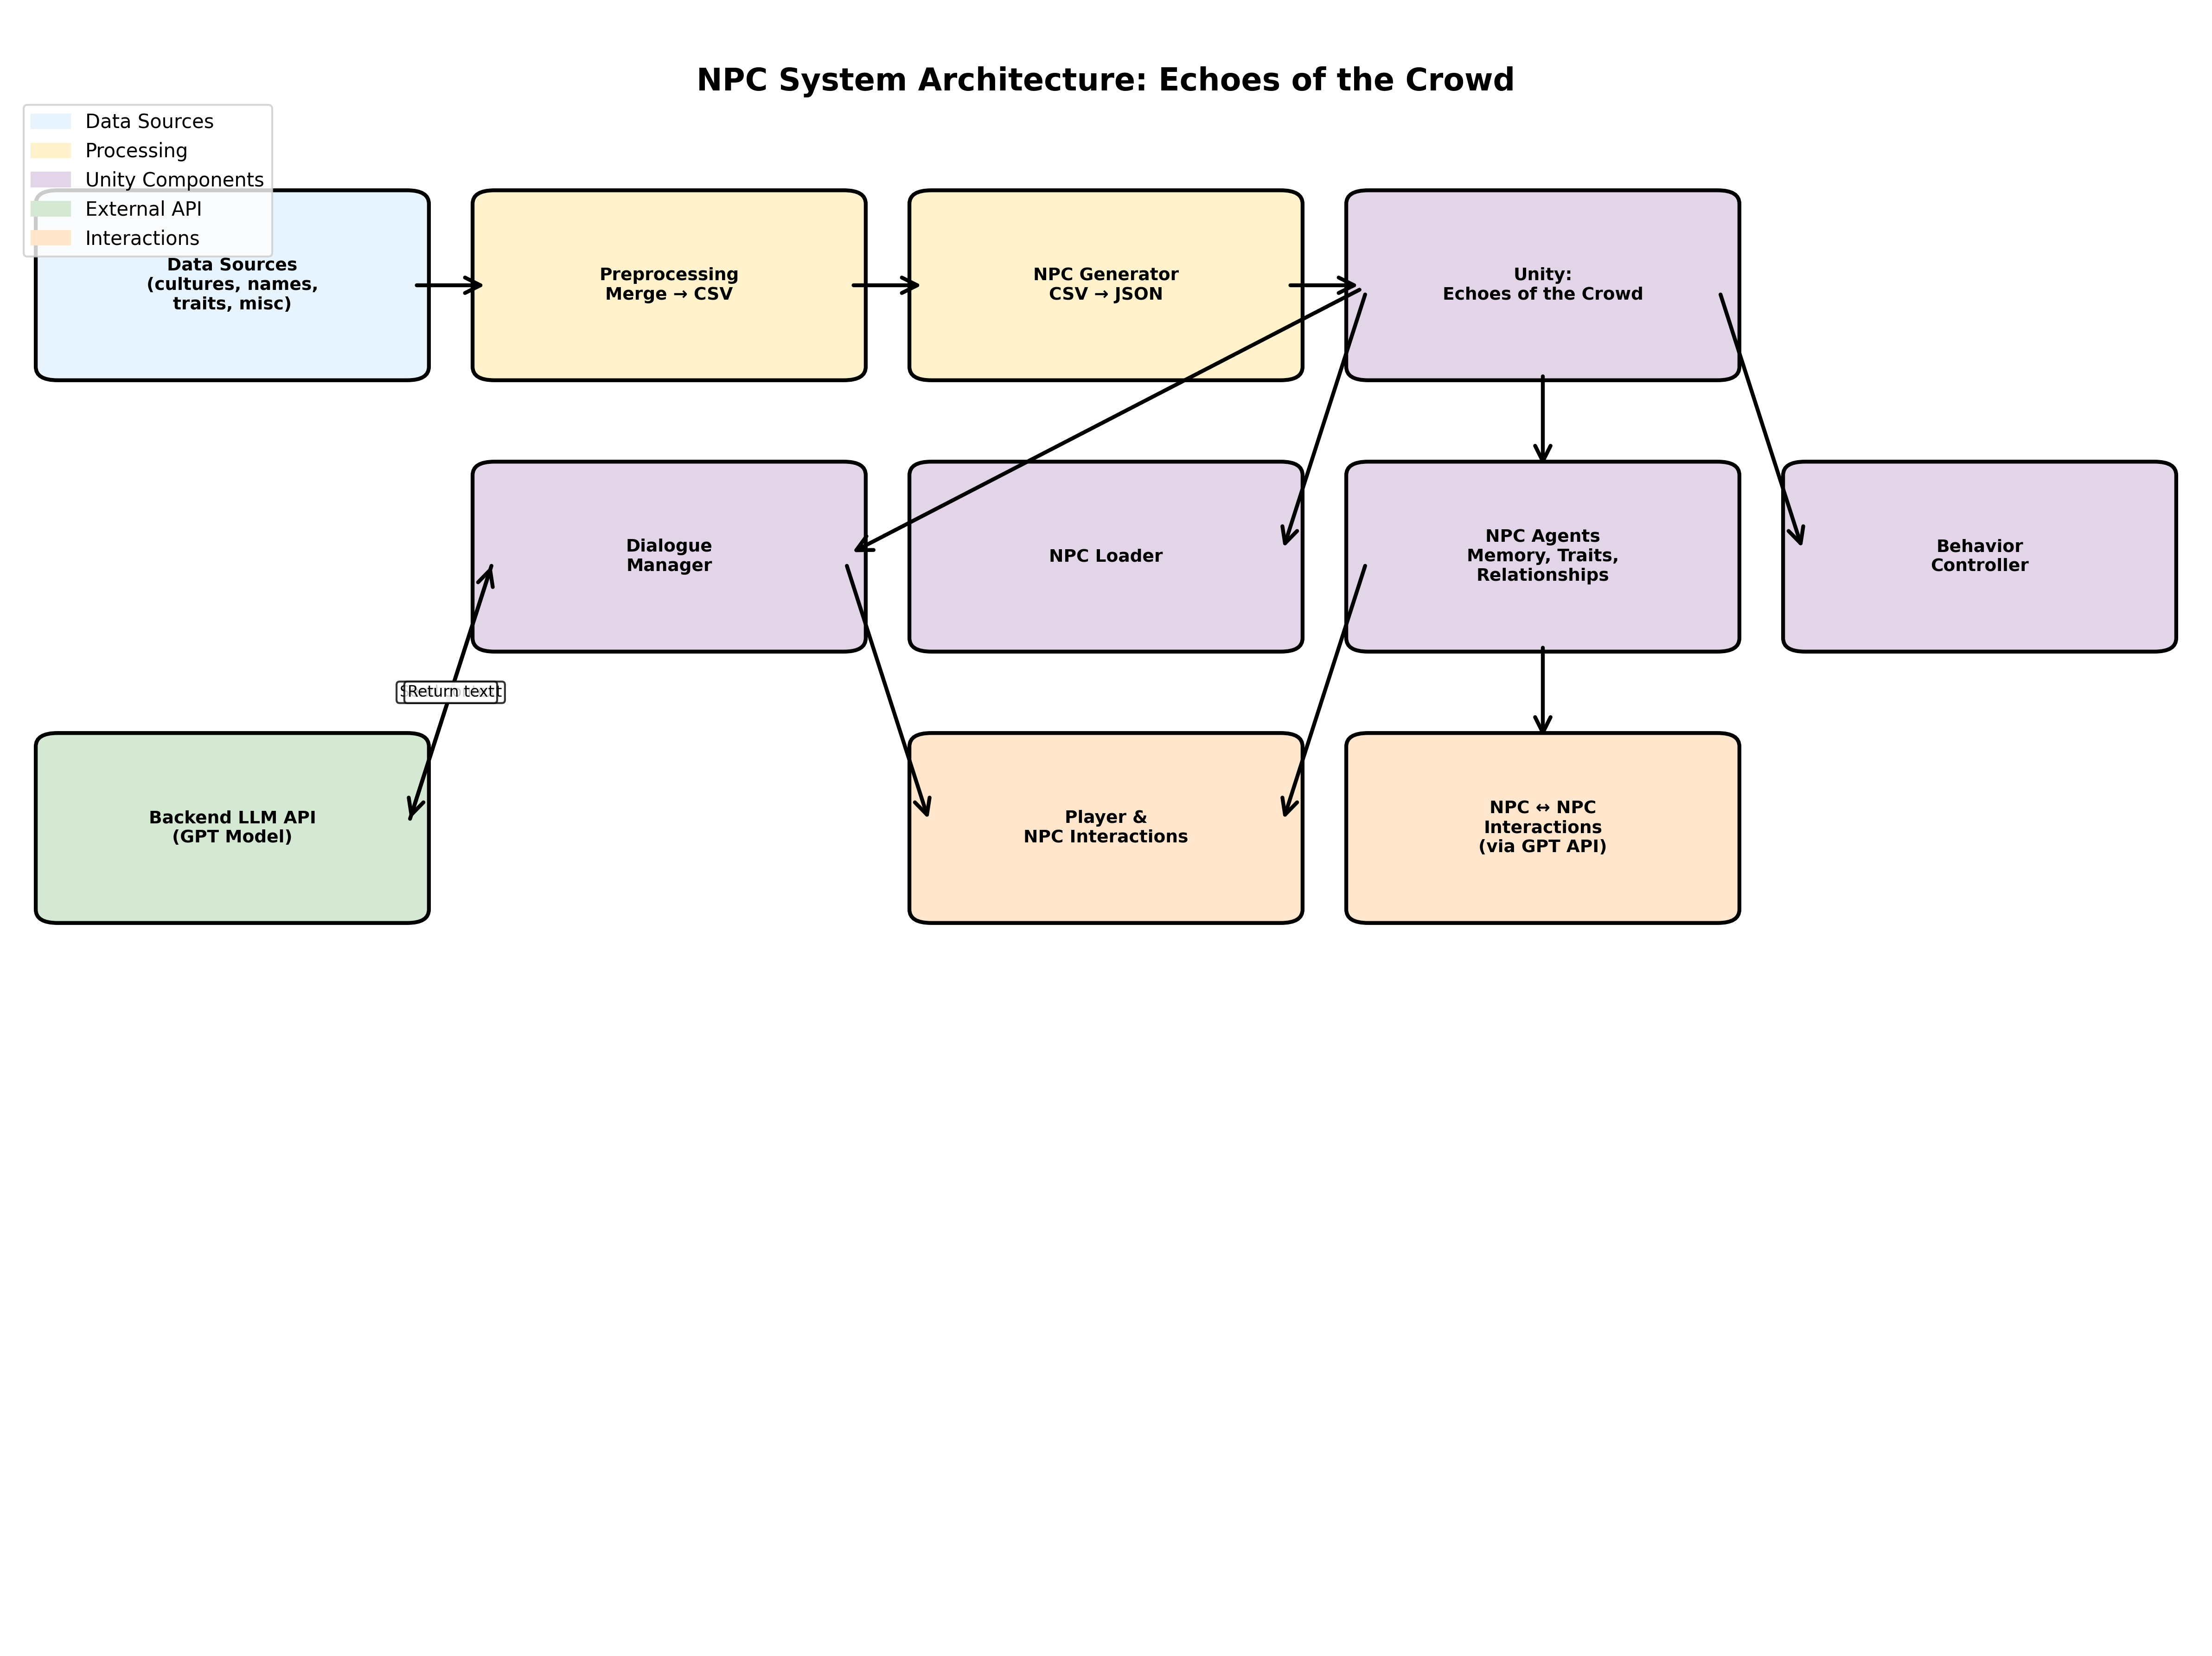 NPC System Architecture: Echoes of the Crowd
Data Sources
Processing
Unity Components
External API
Interactions
Data Sources
(cultures, names,
traits, misc)
Preprocessing
Merge → CSV
NPC Generator
CSV → JSON
Unity:
Echoes of the Crowd
Dialogue
Manager
NPC Loader
NPC Agents
Memory, Traits,
Relationships
Behavior
Controller
Return text
Backend LLM API
(GPT Model)
Player &
NPC Interactions
NPC ↔ NPC
Interactions
(via GPT API)